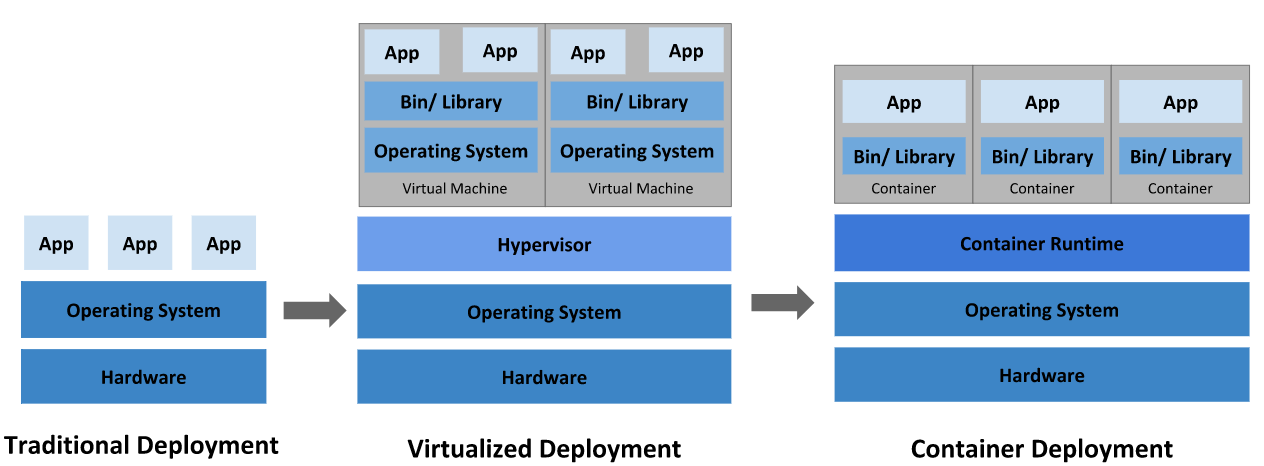 App
App
App
Operating System
Hardware
Traditional Deployment
App
App
Bin/ Library
Operating System
Virtual Machine
App
App
Bin/ Library
Operating System
Virtual Machine
Hypervisor
Operating System
Hardware
Virtualized Deployment
App
Bin/ Library
Container
App
Bin/ Library
Container
App
Bin/ Library
Container
Container Runtime
Operating System
Hardware
Container Deployment